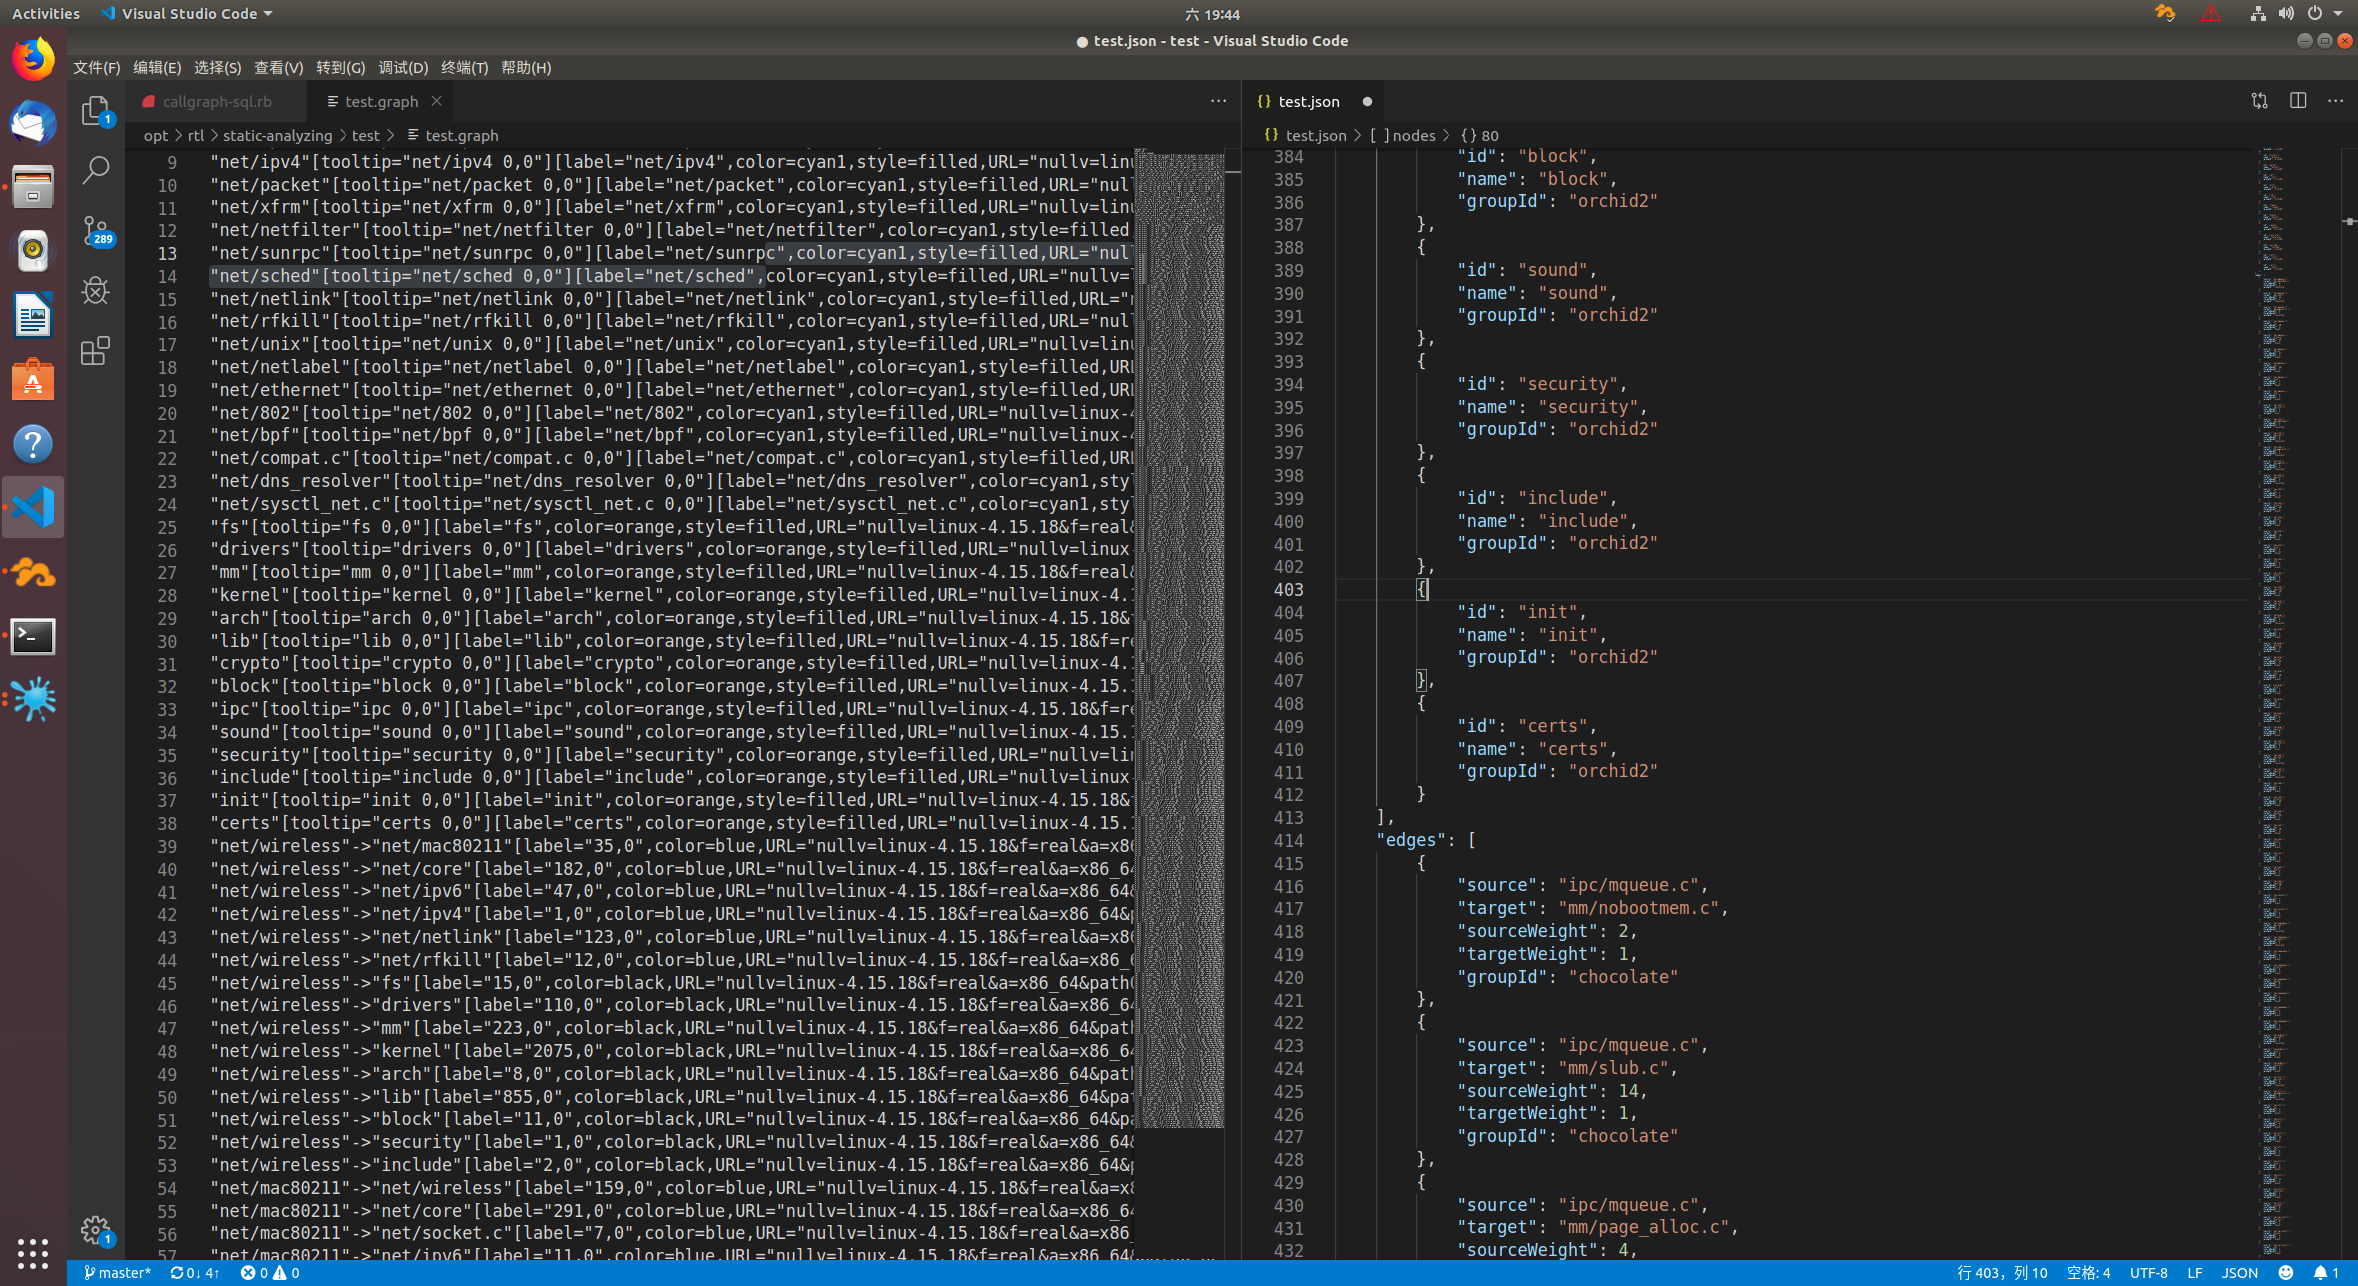 Activities
Visual Studio Code
六 19:44
● test.json - test - Visual Studio Code
文件(F) 编辑(E) 选择(S) 查看(V) 转到(G) 调试(D) 终端(T) 帮助(H)
callgraph-sql.rb
test.graph
opt > rtl > static-analyzing > test > test.graph
9 "net/ipv4"[tooltip="net/ipv4 0,0"][label="net/ipv4",color=cyan1,style=filled,URL="nullv=linu
10 "net/packet"[tooltip="net/packet 0,0"][label="net/packet",color=cyan1,style=filled,URL="nul
11 "net/xfrm"[tooltip="net/xfrm 0,0"][label="net/xfrm",color=cyan1,style=filled,URL="nullv=linu
12 "net/netfilter"[tooltip="net/netfilter 0,0"][label="net/netfilter",color=cyan1,style=filled,
13 "net/sunrpc"[tooltip="net/sunrpc 0,0"][label="net/sunrpc",color=cyan1,style=filled,URL="nul
14 "net/sched"[tooltip="net/sched 0,0"][label="net/sched",color=cyan1,style=filled,URL="nullv=l
15 "net/netlink"[tooltip="net/netlink 0,0"][label="net/netlink",color=cyan1,style=filled,URL="n
16 "net/rfkill"[tooltip="net/rfkill 0,0"][label="net/rfkill",color=cyan1,style=filled,URL="nul
17 "net/unix"[tooltip="net/unix 0,0"][label="net/unix",color=cyan1,style=filled,URL="nullv=linu
18 "net/netlabel"[tooltip="net/netlabel 0,0"][label="net/netlabel",color=cyan1,style=filled,UR
19 "net/ethernet"[tooltip="net/ethernet 0,0"][label="net/ethernet",color=cyan1,style=filled,UR
20 "net/802"[tooltip="net/802 0,0"][label="net/802",color=cyan1,style=filled,URL="nullv=linux-4
21 "net/bpf"[tooltip="net/bpf 0,0"][label="net/bpf",color=cyan1,style=filled,URL="nullv=linux-4
22 "net/compat.c"[tooltip="net/compat.c 0,0"][label="net/compat.c",color=cyan1,style=filled,UR
23 "net/dns_resolver"[tooltip="net/dns_resolver 0,0"][label="net/dns_resolver",color=cyan1,sty
24 "net/sysctl_net.c"[tooltip="net/sysctl_net.c 0,0"][label="net/sysctl_net.c",color=cyan1,sty
25 "fs"[tooltip="fs 0,0"][label="fs",color=orange,style=filled,URL="nullv=linux-4.15.18&f=real&
26 "drivers"[tooltip="drivers 0,0"][label="drivers",color=orange,style=filled,URL="nullv=linux-
27 "mm"[tooltip="mm 0,0"][label="mm",color=orange,style=filled,URL="nullv=linux-4.15.18&f=real&
28 "kernel"[tooltip="kernel 0,0"][label="kernel",color=orange,style=filled,URL="nullv=linux-4.1
29 "arch"[tooltip="arch 0,0"][label="arch",color=orange,style=filled,URL="nullv=linux-4.15.18&
30 "lib"[tooltip="lib 0,0"][label="lib",color=orange,style=filled,URL="nullv=linux-4.15.18&f=re
31 "crypto"[tooltip="crypto 0,0"][label="crypto",color=orange,style=filled,URL="nullv=linux-4.1
32 "block"[tooltip="block 0,0"][label="block",color=orange,style=filled,URL="nullv=linux-4.15.1
33 "ipc"[tooltip="ipc 0,0"][label="ipc",color=orange,style=filled,URL="nullv=linux-4.15.18&f=re
34 "sound"[tooltip="sound 0,0"][label="sound",color=orange,style=filled,URL="nullv=linux-4.15.1
35 "security"[tooltip="security 0,0"][label="security",color=orange,style=filled,URL="nullv=lin
36 "include"[tooltip="include 0,0"][label="include",color=orange,style=filled,URL="nullv=linux-
37 "init"[tooltip="init 0,0"][label="init",color=orange,style=filled,URL="nullv=linux-4.15.18&
38 "certs"[tooltip="certs 0,0"][label="certs",color=orange,style=filled,URL="nullv=linux-4.15.1
39 "net/wireless"->"net/mac80211"[label="35,0",color=blue,URL="nullv=linux-4.15.18&f=real&a=x86
40 "net/wireless"->"net/core"[label="182,0",color=blue,URL="nullv=linux-4.15.18&f=real&a=x86_64
41 "net/wireless"->"net/ipv6"[label="47,0",color=blue,URL="nullv=linux-4.15.18&f=real&a=x86_64&
42 "net/wireless"->"net/ipv4"[label="1,0",color=blue,URL="nullv=linux-4.15.18&f=real&a=x86_64&p
43 "net/wireless"->"net/netlink"[label="123,0",color=blue,URL="nullv=linux-4.15.18&f=real&a=x86
44 "net/wireless"->"net/rfkill"[label="12,0",color=blue,URL="nullv=linux-4.15.18&f=real&a=x86_6
45 "net/wireless"->"fs"[label="15,0",color=black,URL="nullv=linux-4.15.18&f=real&a=x86_64&path0
46 "net/wireless"->"drivers"[label="110,0",color=black,URL="nullv=linux-4.15.18&f=real&a=x86_64
47 "net/wireless"->"mm"[label="223,0",color=black,URL="nullv=linux-4.15.18&f=real&a=x86_64&path
48 "net/wireless"->"kernel"[label="2075,0",color=black,URL="nullv=linux-4.15.18&f=real&a=x86_64
49 "net/wireless"->"arch"[label="8,0",color=black,URL="nullv=linux-4.15.18&f=real&a=x86_64&path
50 "net/wireless"->"lib"[label="855,0",color=black,URL="nullv=linux-4.15.18&f=real&a=x86_64&pat
51 "net/wireless"->"block"[label="11,0",color=black,URL="nullv=linux-4.15.18&f=real&a=x86_64&pa
52 "net/wireless"->"security"[label="1,0",color=black,URL="nullv=linux-4.15.18&f=real&a=x86_64&
53 "net/wireless"->"include"[label="2,0",color=black,URL="nullv=linux-4.15.18&f=real&a=x86_64&p
54 "net/mac80211"->"net/wireless"[label="159,0",color=blue,URL="nullv=linux-4.15.18&f=real&a=x8
55 "net/mac80211"->"net/core"[label="291,0",color=blue,URL="nullv=linux-4.15.18&f=real&a=x86_
56 "net/mac80211"->"net/socket.c"[label="7,0",color=blue,URL="nullv=linux-4.15.18&f=real&a=x86_
57 "net/mac80211"->"net/ipv6"[label="11,0",color=blue,URL="nullv=linux-4.15.18&f=real&a=x86_64&
{} test.json ●
{} test.json > [ ] nodes > {} 80
384 "id": "block",
385 "name": "block",
386 "groupId": "orchid2"
387 },
388 {
389 "id": "sound",
390 "name": "sound",
391 "groupId": "orchid2"
392 },
393 {
394 "id": "security",
395 "name": "security",
396 "groupId": "orchid2"
397 },
398 {
399 "id": "include",
400 "name": "include",
401 "groupId": "orchid2"
402 },
403 {
404 "id": "init",
405 "name": "init",
406 "groupId": "orchid2"
407 },
408 {
409 "id": "certs",
410 "name": "certs",
411 "groupId": "orchid2"
412 }
413 ],
414 "edges": [
415 {
416 "source": "ipc/mqueue.c",
417 "target": "mm/nobootmem.c",
418 "sourceWeight": 2,
419 "targetWeight": 1,
420 "groupId": "chocolate"
421 },
422 {
423 "source": "ipc/mqueue.c",
424 "target": "mm/slub.c",
425 "sourceWeight": 14,
426 "targetWeight": 1,
427 "groupId": "chocolate"
428 },
429 {
430 "source": "ipc/mqueue.c",
431 "target": "mm/page_alloc.c",
432 "sourceWeight": 4,
1
289
1
master* 0↓ 4↑ 0 0
行 403，列 10 空格: 4 UTF-8 LF JSON 1